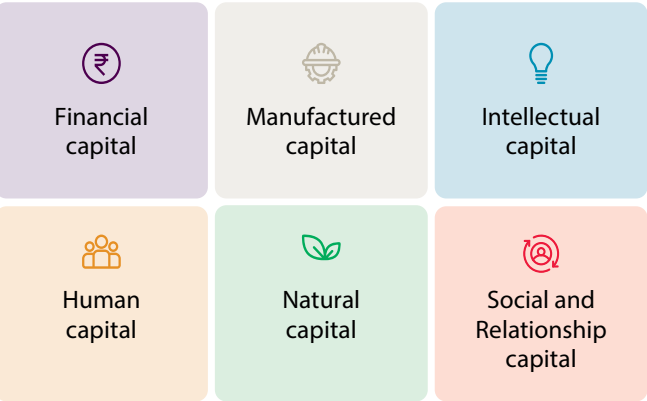 ₹
Financial
capital
Manufactured
capital
Intellectual
capital
Human
capital
Natural
capital
Social and
Relationship
capital